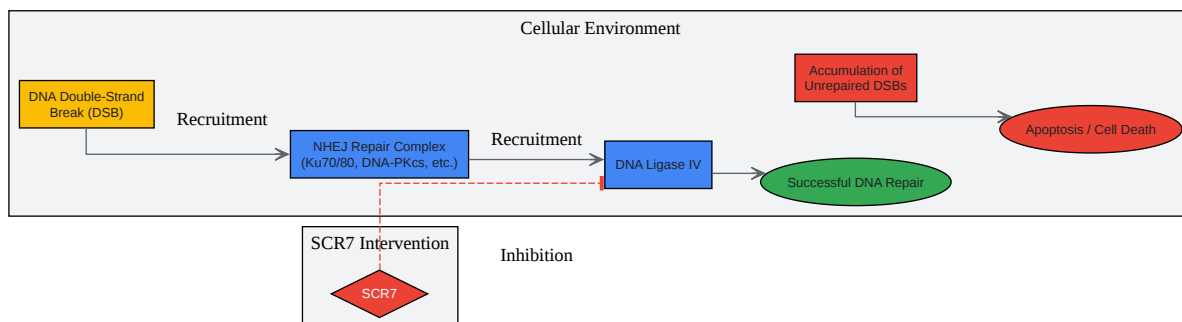 Cellular Environment
DNA Double-Strand
Break (DSB)
Recruitment
NHEJ Repair Complex
(Ku70/80, DNA-PKcs, etc.)
Recruitment
DNA Ligase IV
Accumulation of
Unrepaired DSBs
Apoptosis / Cell Death
Successful DNA Repair
SCR7 Intervention
Inhibition
SCR7